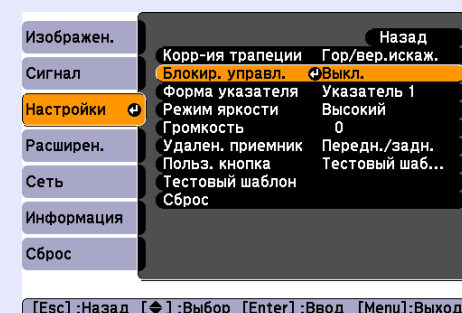 Изображен.
Сигнал
Настройки
Расширен.
Сеть
Информация
Сброс
Назад
Корр-ия трапеции Гор/вер.искаж.
Блокир. управл. Выкл.
Форма указателя Указатель 1
Режим яркости Высокий
Громкость 0
Удален. приемник Передн./задн.
Польз. кнопка Тестовый шаб...
Тестовый шаблон
Сброс
[Esc] :Назад [◆] :Выбор [Enter] :Ввод [Menu]:Выход